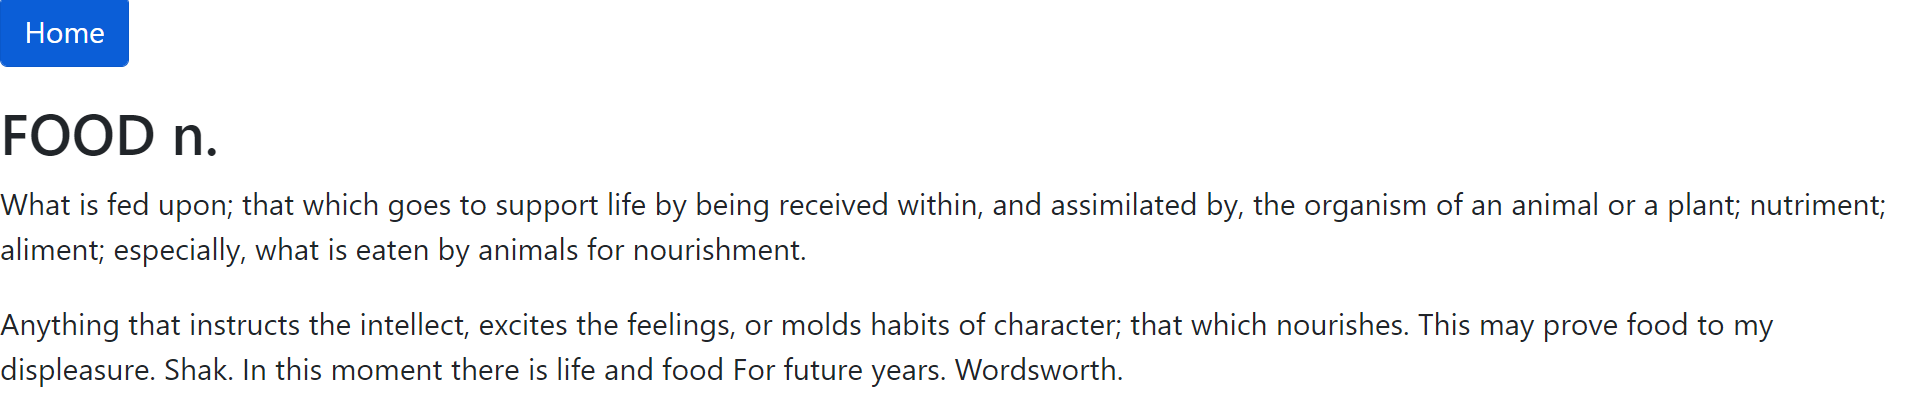 Home
FOOD n.
What is fed upon; that which goes to support life by being received within, and assimilated by, the organism of an animal or a plant; nutriment;
aliment; especially, what is eaten by animals for nourishment.
Anything that instructs the intellect, excites the feelings, or molds habits of character; that which nourishes. This may prove food to my
displeasure. Shak. In this moment there is life and food For future years. Wordsworth.